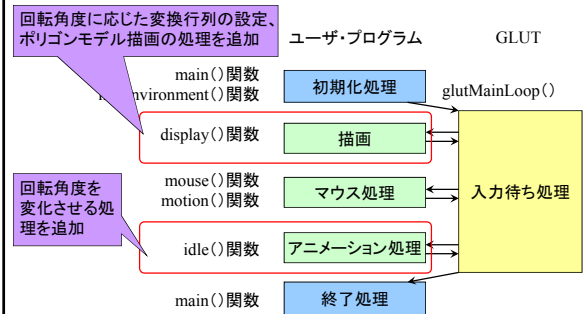 回転角度に応じた変換行列の設定、
ポリゴンモデル描画の処理を追加
ユーザ・プログラム
GLUT
main()関数
nvironment()関数
初期化処理
glutMainLoop()
display()関数
描画
回転角度を
変化させる処
理を追加
mouse()関数
motion()関数
マウス処理
入力待ち処理
idle()関数
アニメーション処理
main()関数
終了処理